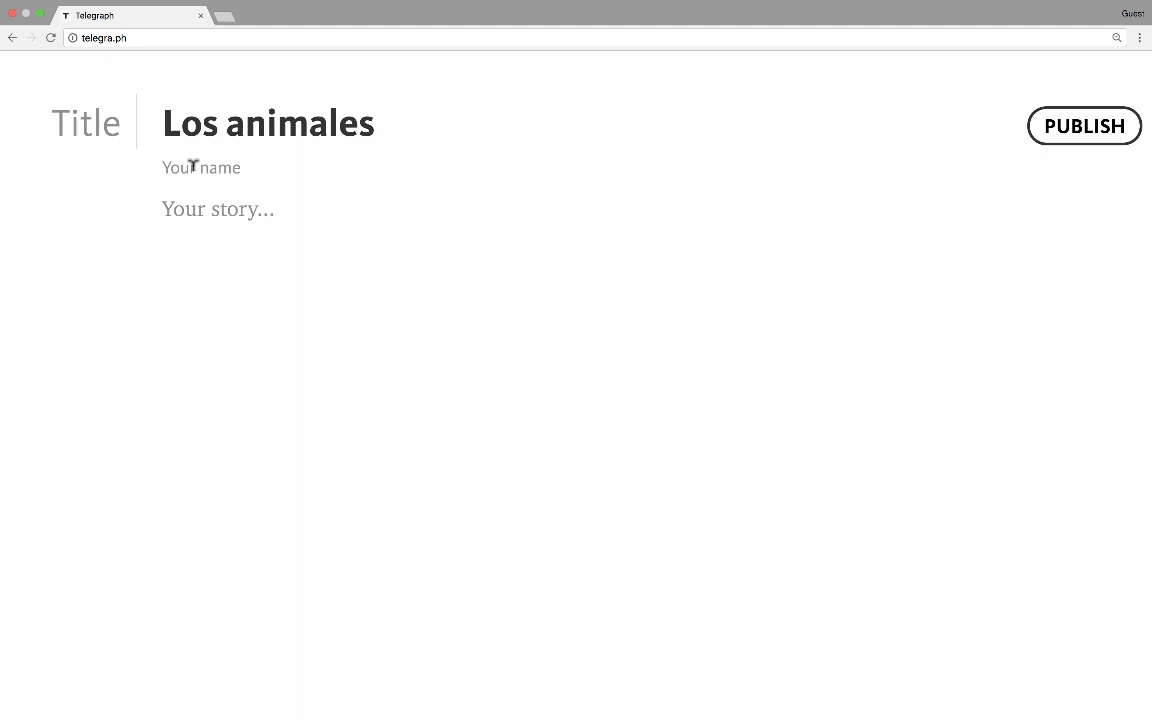 Telegraph
Guest
telegra.ph
Title
Los animales
PUBLISH
Your name
Your story...